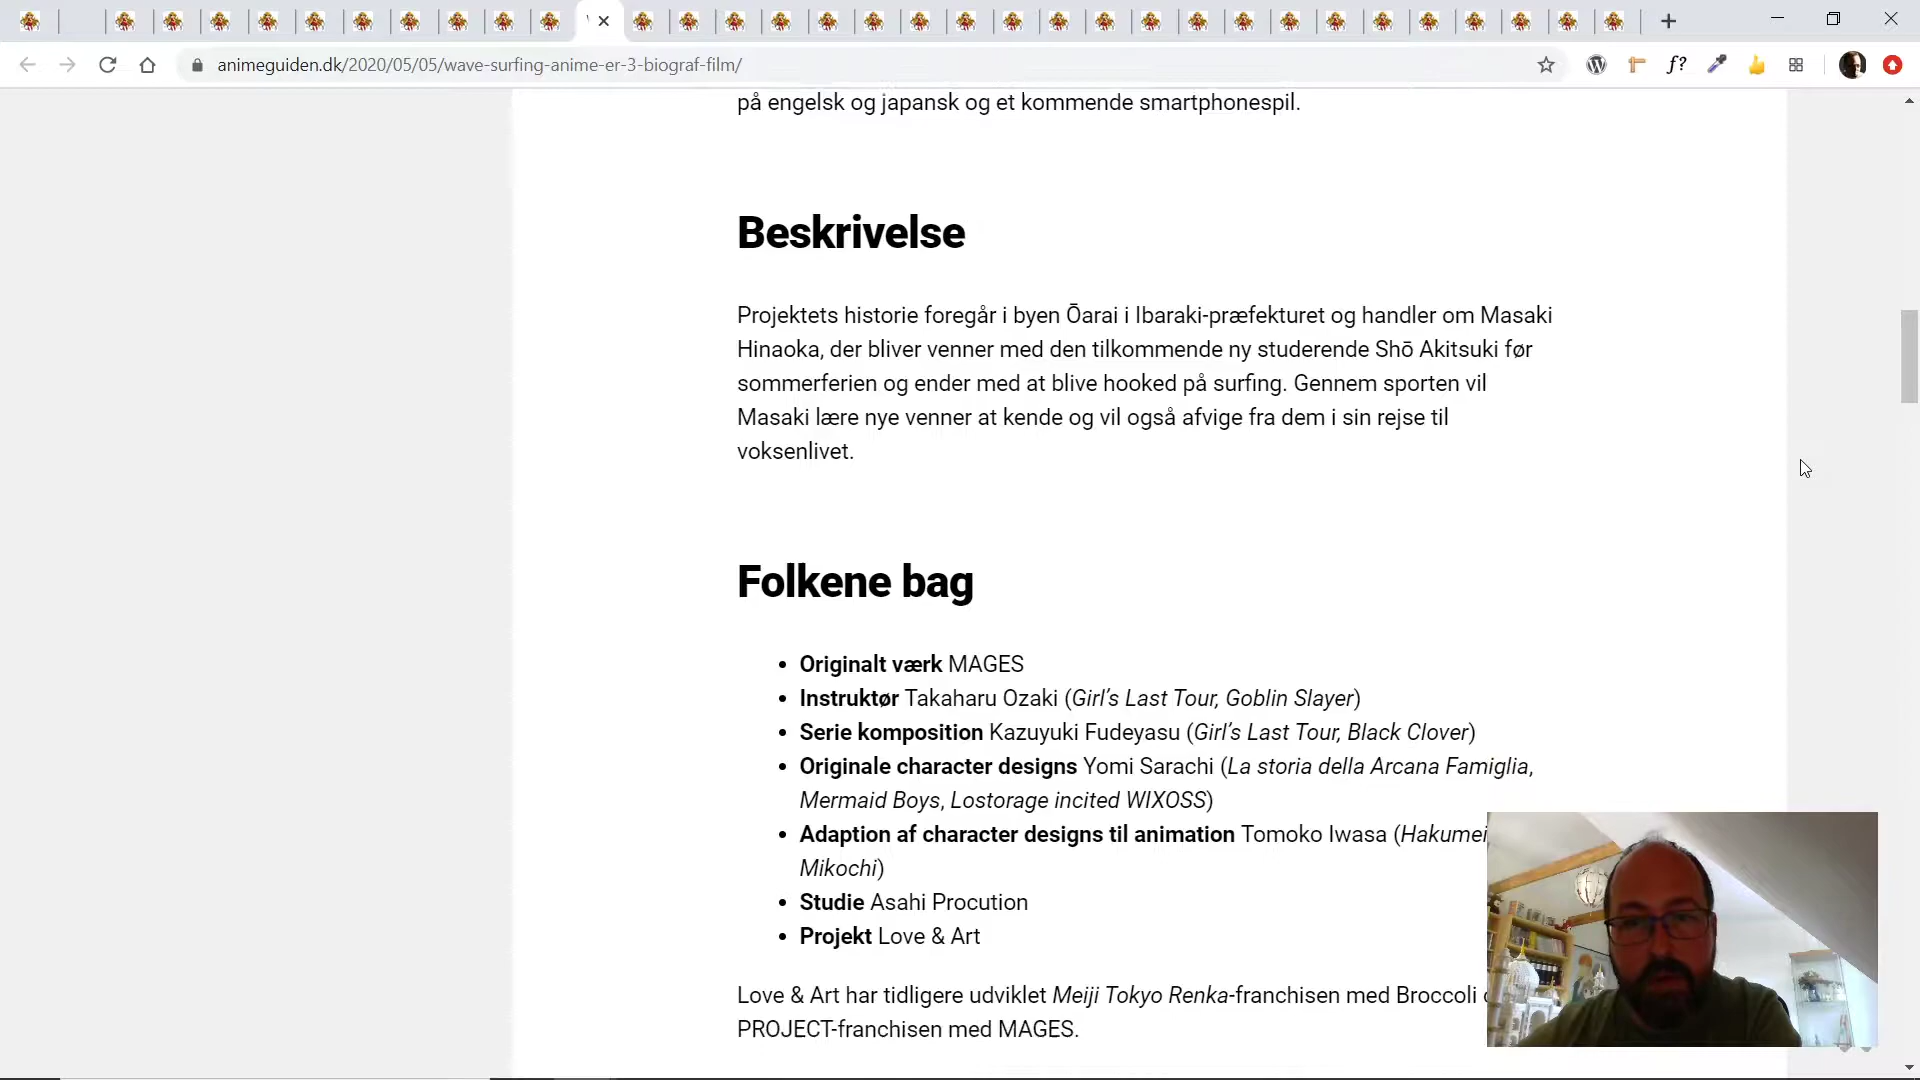 animeguiden.dk/2020/05/05/wave-surfing-anime-er-3-biograf-film/
f?
på engelsk og japansk og et kommende smartphonespil.
Beskrivelse
Projektets historie foregår i byen Ōarai i Ibaraki-præfekturet og handler om Masaki
Hinaoka, der bliver venner med den tilkommende ny studerende Shō Akitsuki før
sommerferien og ender med at blive hooked på surfing. Gennem sporten vil
Masaki lære nye venner at kende og vil også afvige fra dem i sin rejse til
voksenlivet.
Folkene bag
• Originalt værk MAGES
• Instruktør Takaharu Ozaki (Girl’s Last Tour, Goblin Slayer)
• Serie komposition Kazuyuki Fudeyasu (Girl’s Last Tour, Black Clover)
• Originale character designs Yomi Sarachi (La storia della Arcana Famiglia,
Mermaid Boys, Lostorage incited WIXOSS)
• Adaption af character designs til animation Tomoko Iwasa (Hakumei
Mikochi)
• Studie Asahi Procution
• Projekt Love & Art
Love & Art har tidligere udviklet Meiji Tokyo Renka-franchisen med Broccoli
PROJECT-franchisen med MAGES.